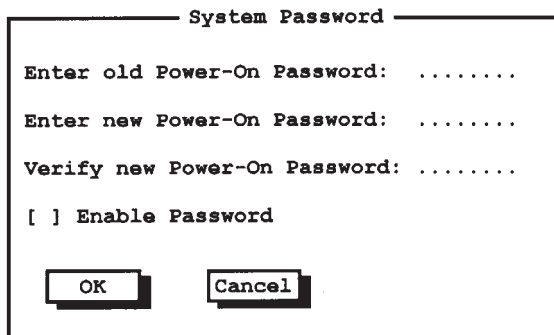 System Password
Enter old Power-On Password: ........
Enter new Power-On Password: ........
Verify new Power-On Password: ........
[ ] Enable Password
OK Cancel